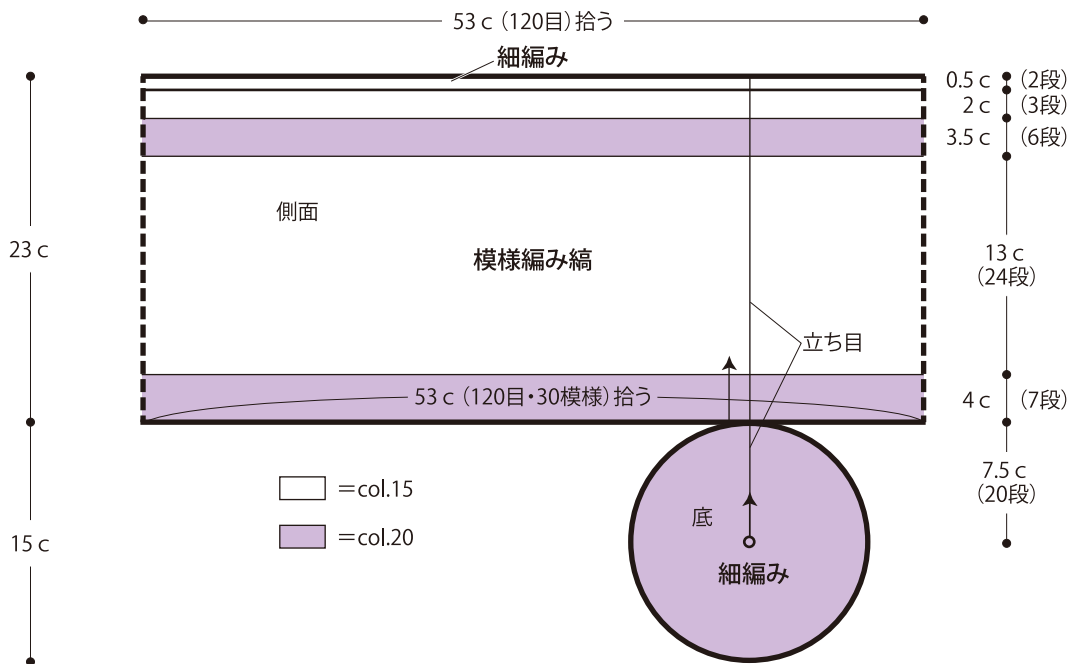 53 c (120目) 拾う
細編み
0.5 c (2段)
2 c (3段)
3.5 c (6段)
側面
23 c
模様編み縞
13 c
(24段)
立ち目
53 c (120目・30模様) 拾う
4 c (7段)
7.5 c
(20段)
=col.15
底
=col.20
15 c
細編み